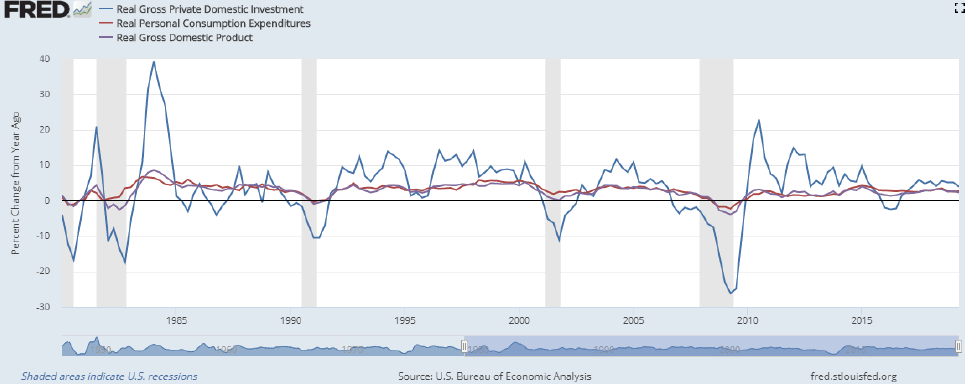 FRED
Real Gross Private Domestic Investment
Real Personal Consumption Expenditures
Real Gross Domestic Product
Percent Change from Year Ago
40
30
20
10
0
-10
-20
-30
1985 1990 1995 2000 2005 2010 2015
Shaded areas indicate U.S. recessions
Source: U.S. Bureau of Economic Analysis
fred.stlouisfed.org